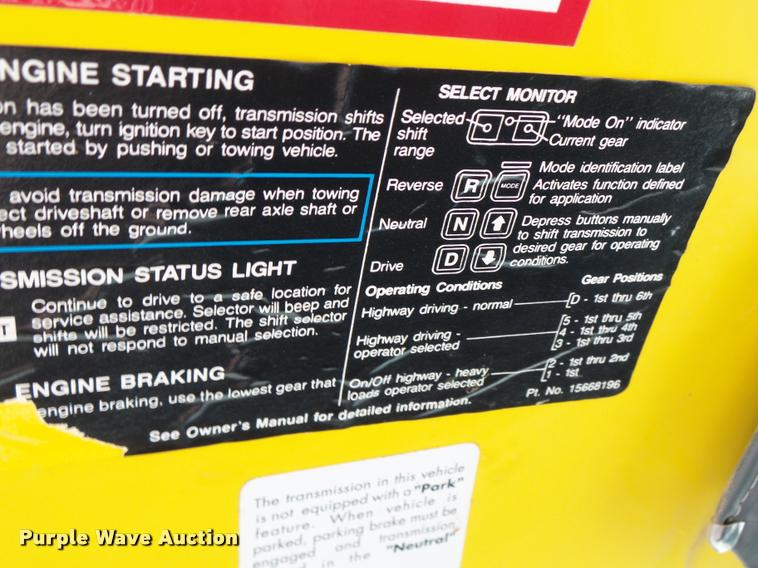 NGINE STARTING
on has been turned off, transmission shifts
engine, turn ignition key to start position. The
started by pushing or towing vehicle.
avoid transmission damage when towing
ect driveshaft or remove rear axle shaft or
heels off the ground.
SMISSION STATUS LIGHT
Continue to drive to a safe location for
service assistance. Selector will beep and
shifts will be restricted. The shift selector
will not respond to manual selection.
T
ENGINE BRAKING
engine braking, use the lowest gear that
SELECT MONITOR
Selected
shift
range
"Mode On" indicator
Current gear
Mode identification label
Reverse R MODE Activates function defined
for application
Neutral N Depress buttons manually
to shift transmission to
desired gear for operating
Drive D conditions.
Operating Conditions Gear Positions
Highway driving - normal D - 1st thru 6th
Highway driving -
operator selected
5 - 1st thru 5th
4 - 1st thru 4th
3 - 1st thru 3rd
On/Off highway - heavy
loads operator selected
2 - 1st thru 2nd
1 - 1st
Pt. No. 15668196
See Owner's Manual for detailed information.
The transmission in this vehicle
is not equipped with a "Park"
feature. When vehicle is
parked, parking brake must be
engaged and transmission
in the "Neutral"
Purple Wave Auction